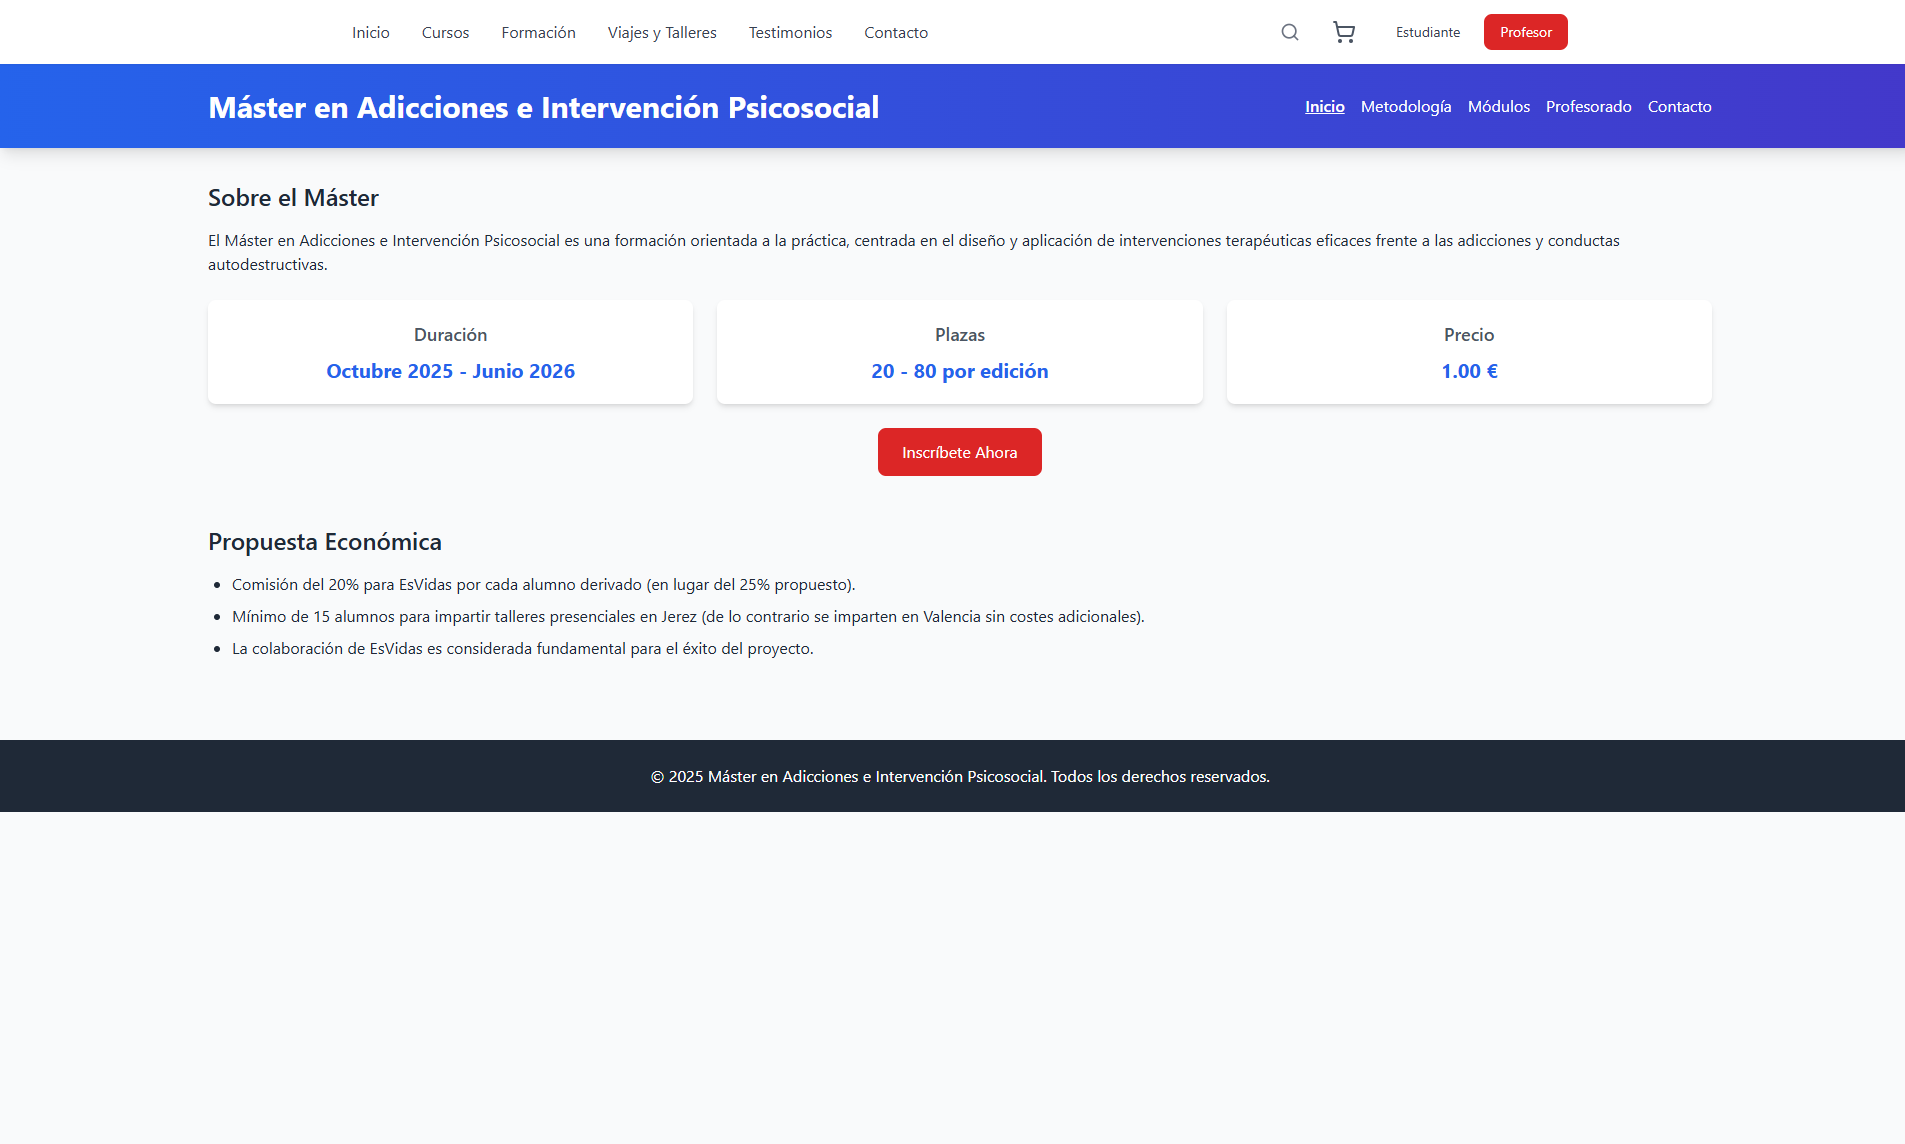 Inicio Cursos Formación Viajes y Talleres Testimonios Contacto Estudiante Profesor
Máster en Adicciones e Intervención Psicosocial Inicio Metodología Módulos Profesorado Contacto
Sobre el Máster
El Máster en Adicciones e Intervención Psicosocial es una formación orientada a la práctica, centrada en el diseño y aplicación de intervenciones terapéuticas eficaces frente a las adicciones y conductas
autodestructivas.
Duración
Octubre 2025 - Junio 2026
Plazas
20 - 80 por edición
Precio
1.00 €
Inscríbete Ahora
Propuesta Económica
Comisión del 20% para EsVidas por cada alumno derivado (en lugar del 25% propuesto).
Mínimo de 15 alumnos para impartir talleres presenciales en Jerez (de lo contrario se imparten en Valencia sin costes adicionales).
La colaboración de EsVidas es considerada fundamental para el éxito del proyecto.
© 2025 Máster en Adicciones e Intervención Psicosocial. Todos los derechos reservados.